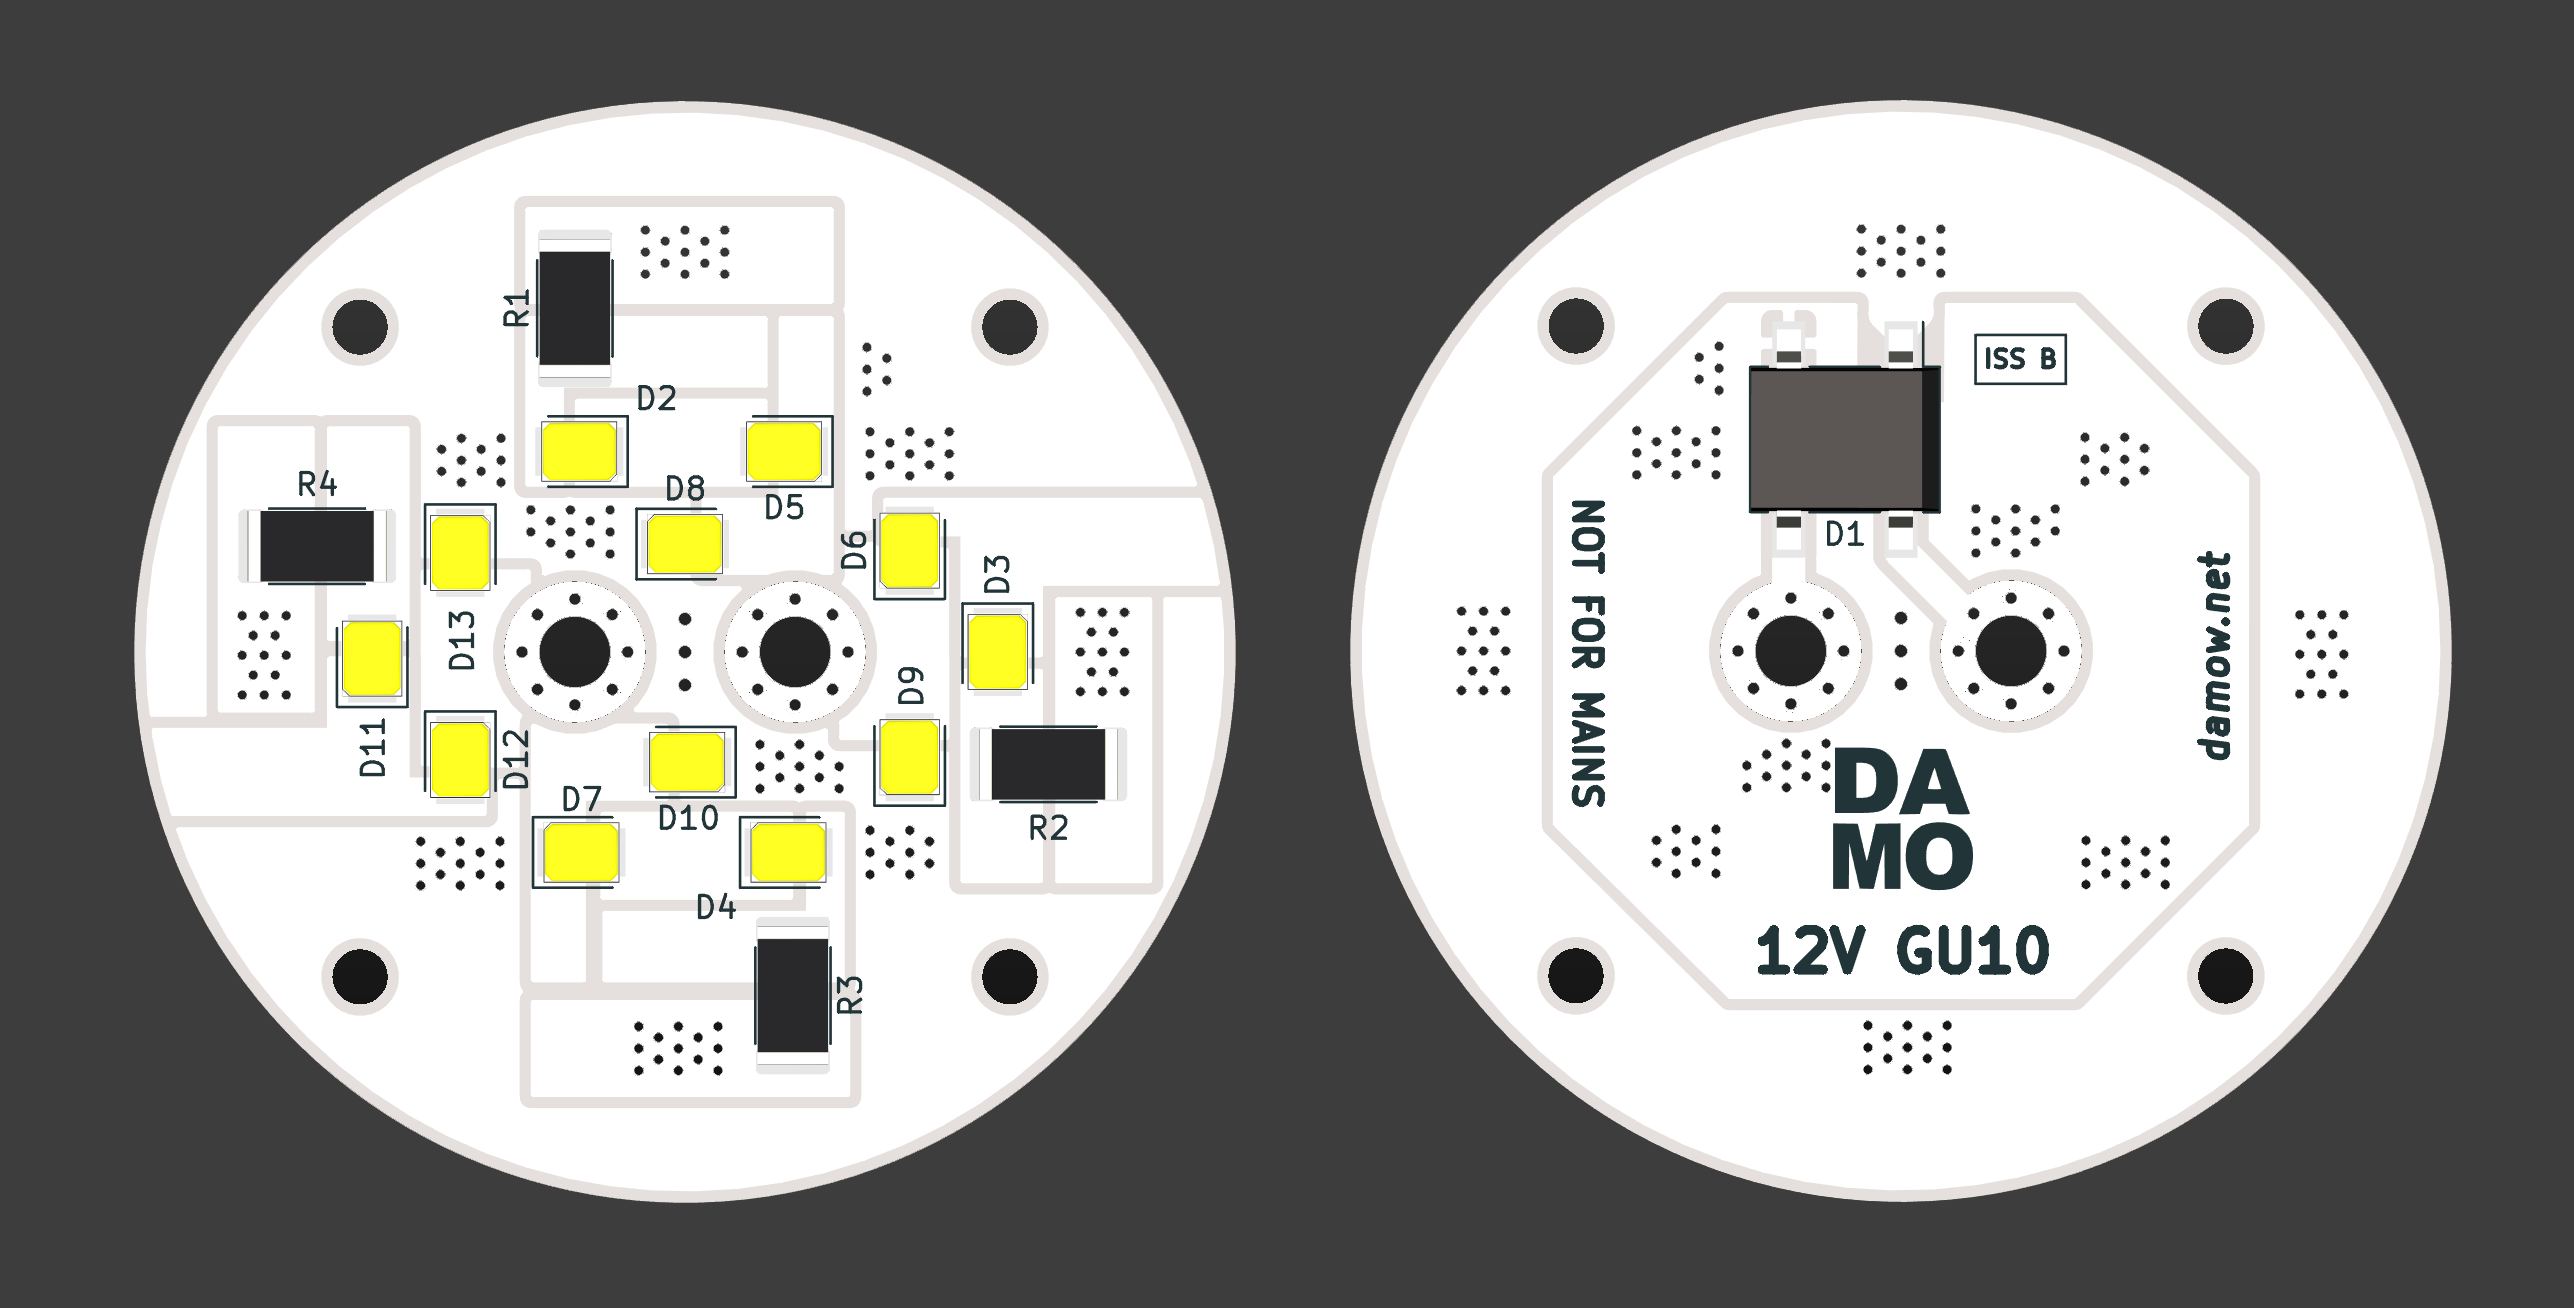 R1
D2
R4
D8
D5
D6
D3
D13
D9
D11
D12
D7
D10
R2
D4
R3
ISS B
D1
NOT FOR MAINS
damow.net
DA
MO
12V GU10